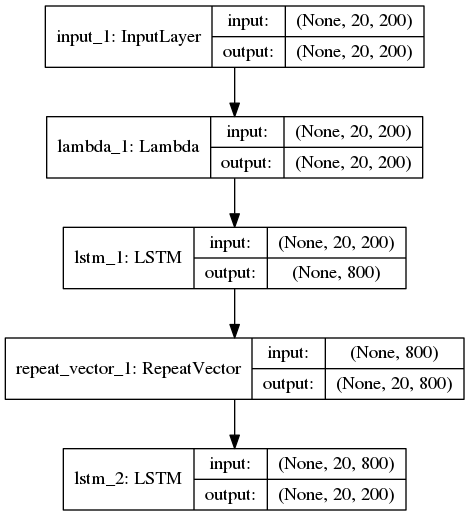 input_1: InputLayer input: (None, 20, 200)
output: (None, 20, 200)
lambda_1: Lambda input: (None, 20, 200)
output: (None, 20, 200)
lstm_1: LSTM input: (None, 20, 200)
output: (None, 800)
repeat_vector_1: RepeatVector input: (None, 800)
output: (None, 20, 800)
lstm_2: LSTM input: (None, 20, 800)
output: (None, 20, 200)